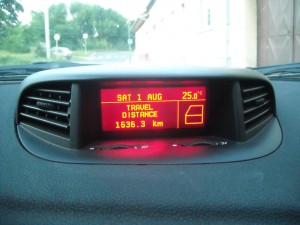 SAT 1 AUG 25.0°C
TRAVEL
DISTANCE
1636.3 km